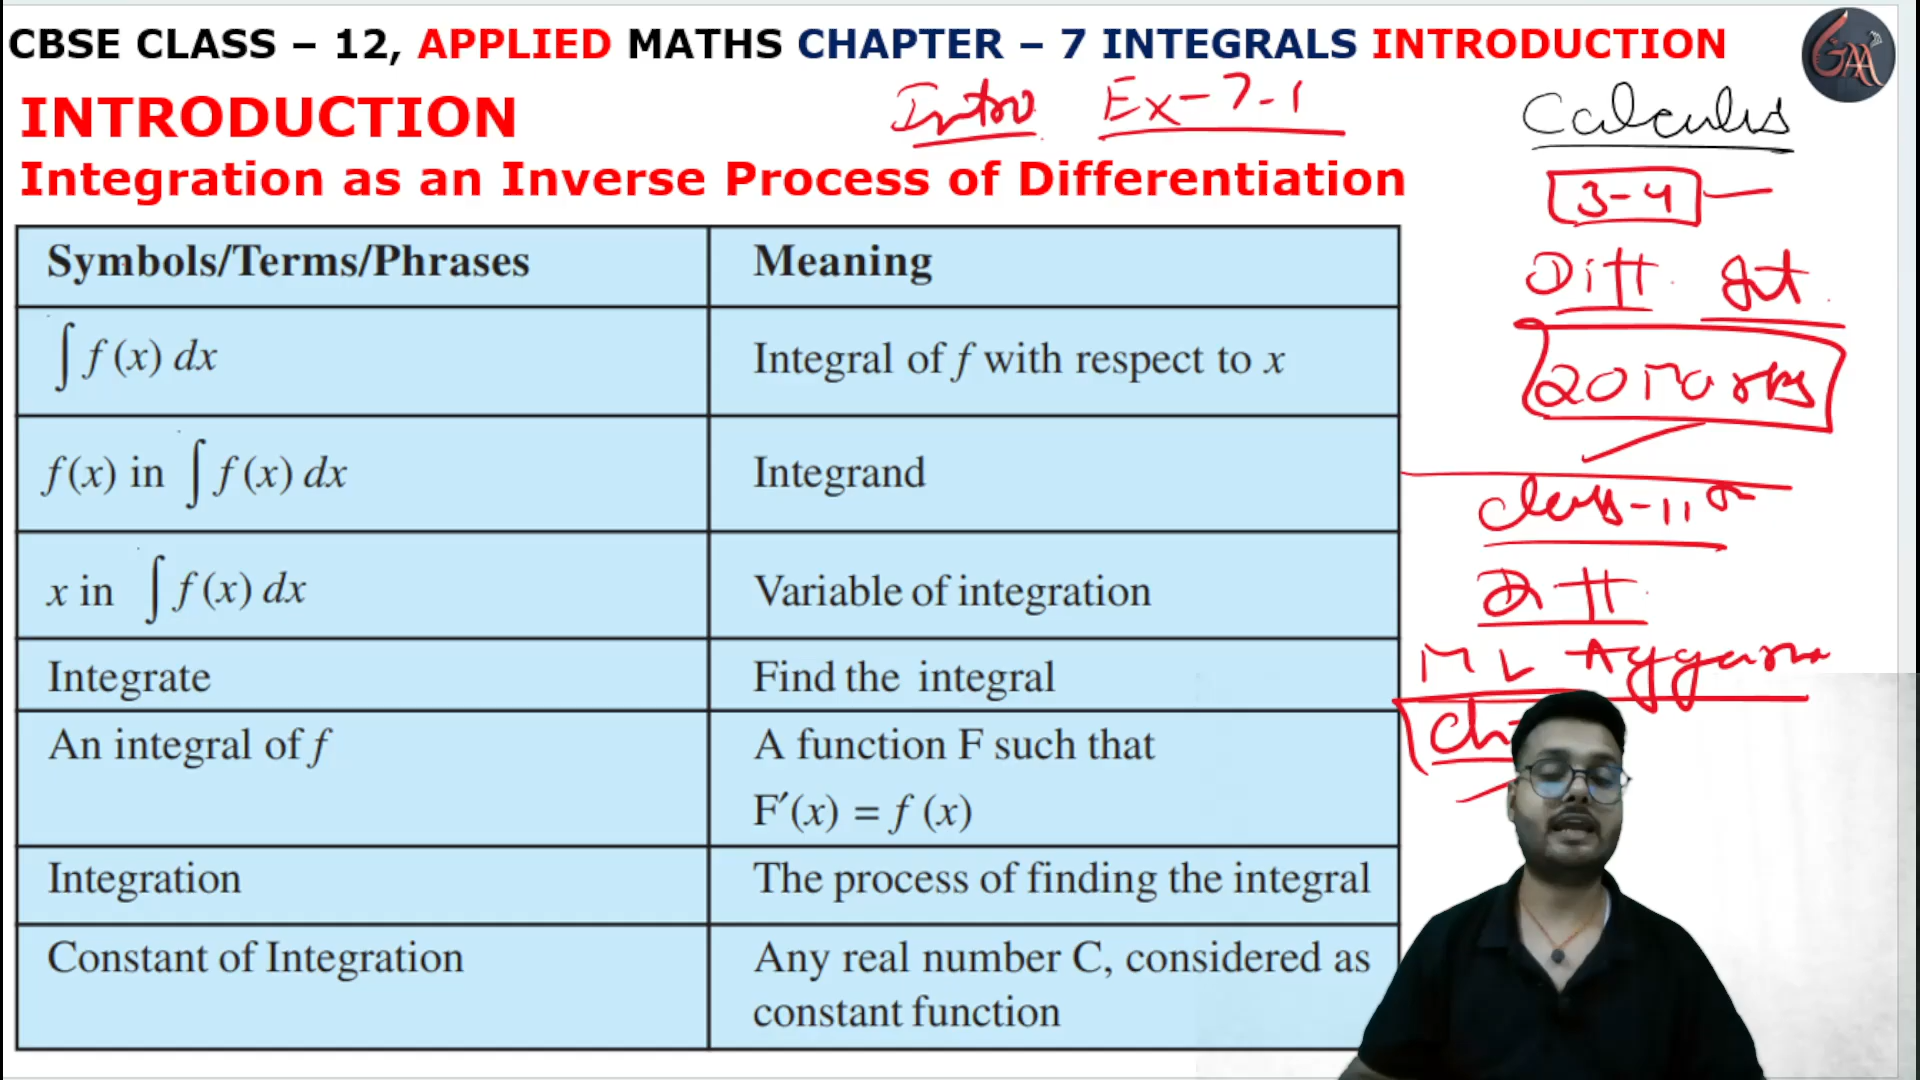 CBSE CLASS – 12, APPLIED MATHS CHAPTER – 7 INTEGRALS INTRODUCTION
INTRODUCTION
Intro Ex-7-1
Integration as an Inverse Process of Differentiation
Symbols/Terms/Phrases Meaning
∫ f (x) dx Integral of f with respect to x
f(x) in ∫ f (x) dx Integrand
x in ∫ f (x) dx Variable of integration
Integrate Find the integral
An integral of f A function F such that
F′(x) = f (x)
Integration The process of finding the integral
Constant of Integration Any real number C, considered as
constant function
Calculus
3-4
Diff. Int.
20 Marks
Class-11
Diff.
ML
Ch